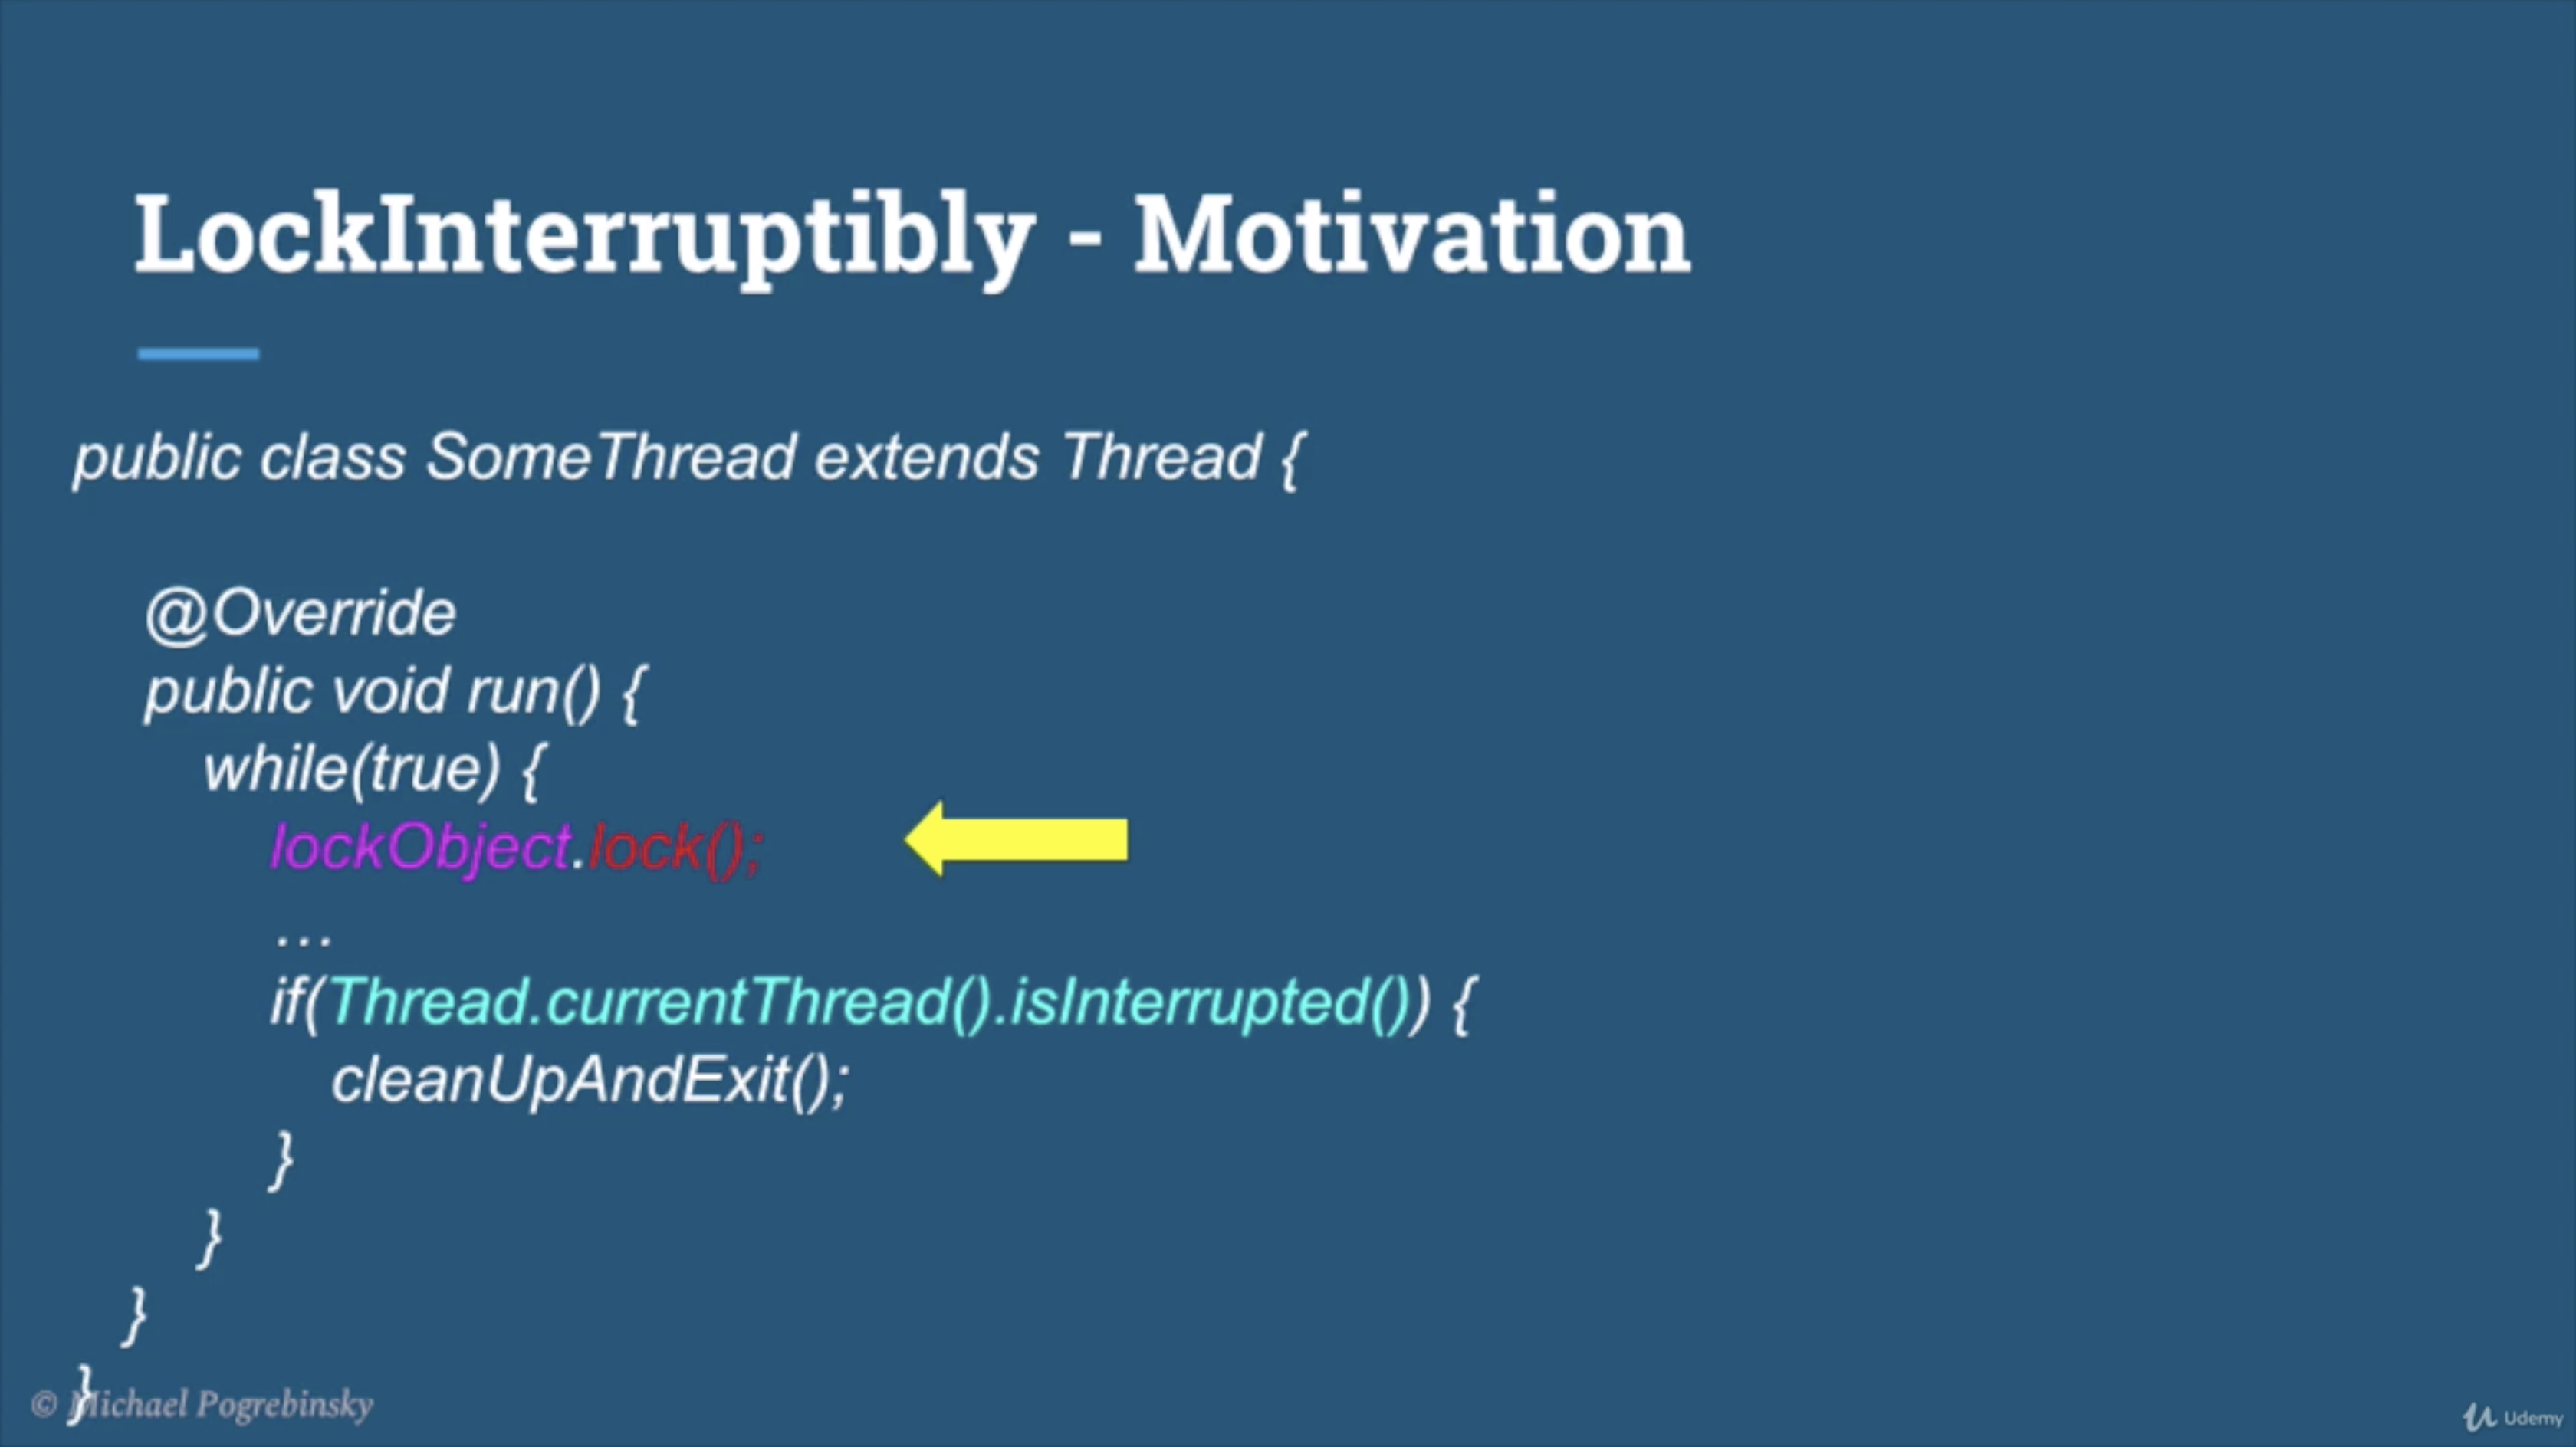 LockInterruptibly - Motivation
public class SomeThread extends Thread {
@Override
public void run() {
while(true) {
lockObject.lock();
...
if(Thread.currentThread().isInterrupted()) {
cleanUpAndExit();
}
}
}
}
© Michael Pogrebinsky
Udemy